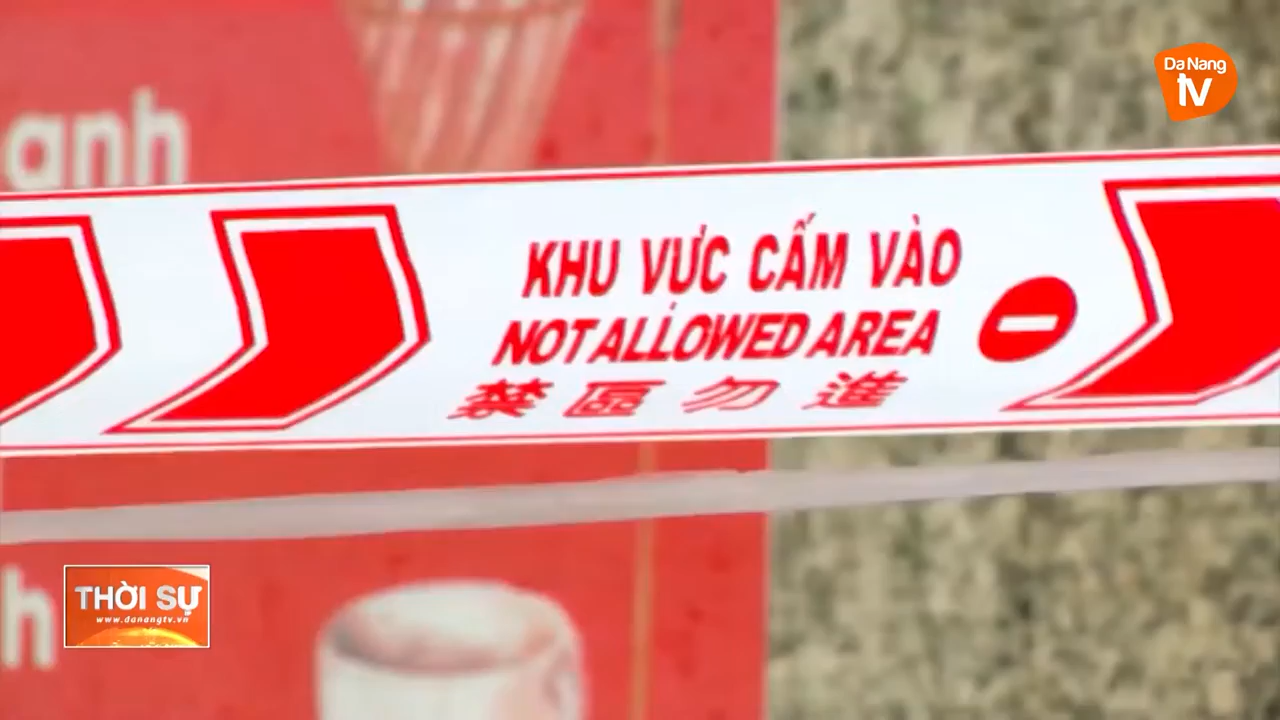 Da Nang
tv
anh
KHU VỰC CẤM VÀO
NOT ALLOWED AREA
禁區勿進
h
THỜI SỰ
www.danangtv.vn